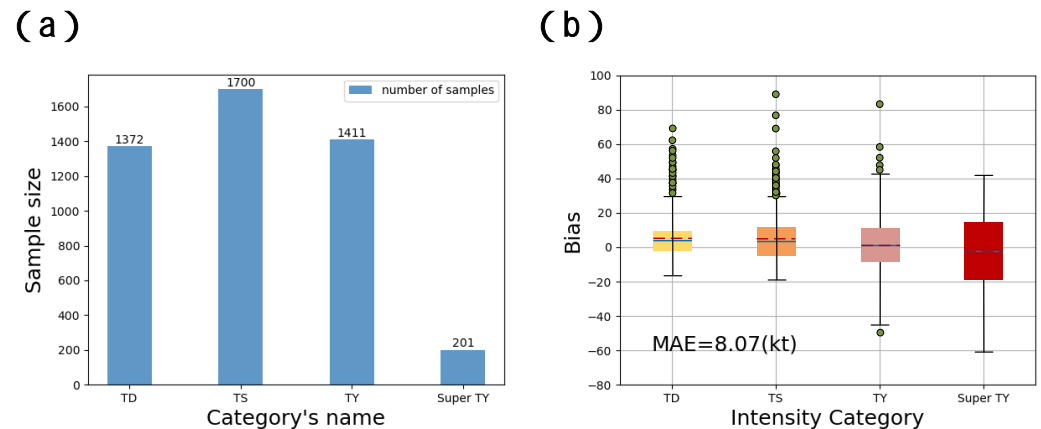 (a)
(b)
1700
number of samples
1372
1411
201
1600
1400
1200
1000
800
600
400
200
0
Sample size
TD
TS
TY
Super TY
Category's name
100
80
60
40
20
0
−20
−40
−60
−80
Bias
MAE=8.07(kt)
TD
TS
TY
Super TY
Intensity Category